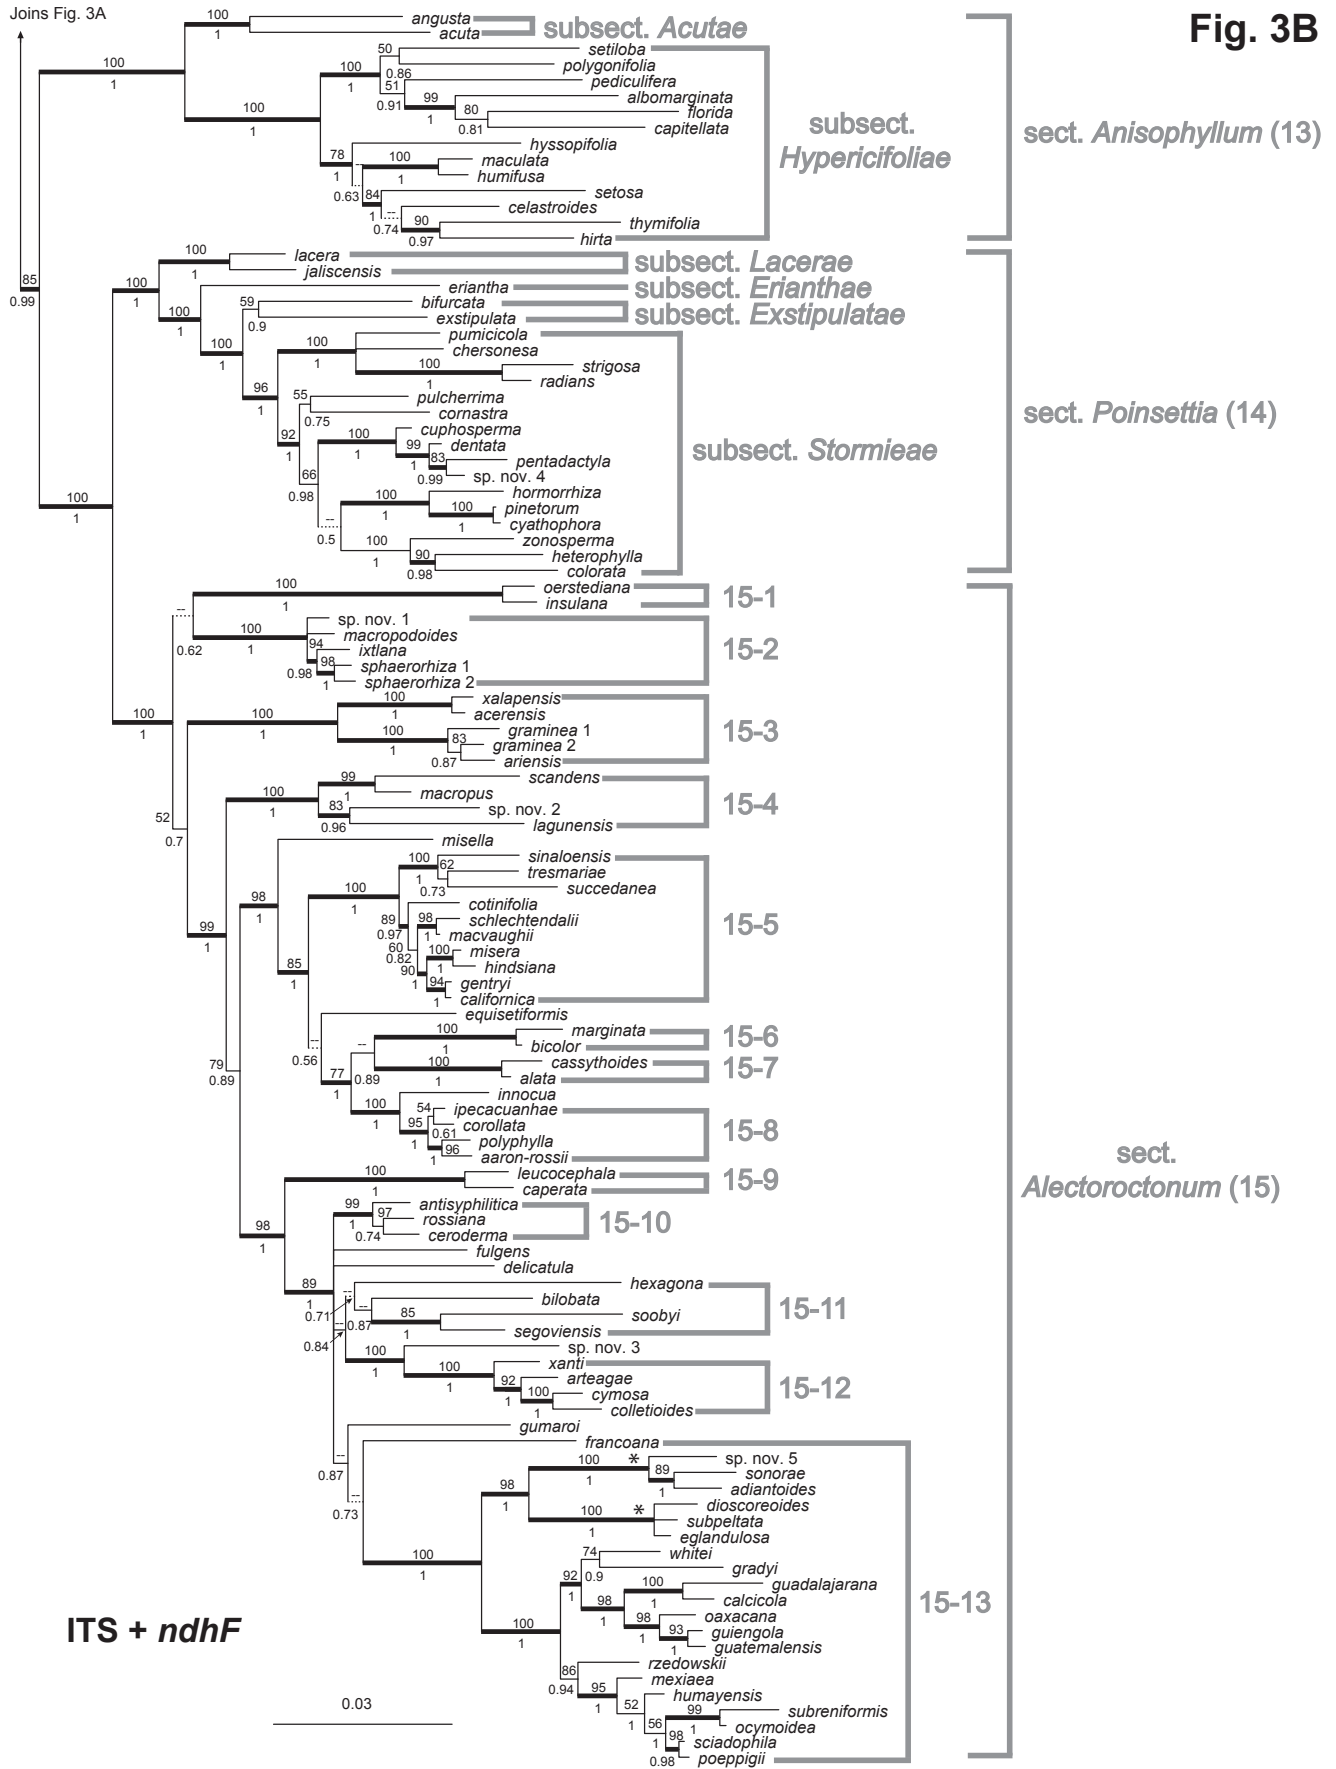 Joins Fig. 3A
Fig. 3B
100
1
angusta
acuta
subsect. Acutae
100
1
100
1
100
1
50
0.86
setiloba
polygonifolia
51
0.91
pediculifera
99
1
albomarginata
80
0.81
florida
capitellata
subsect.
Hypericifoliae
sect. Anisophyllum (13)
78
1
hyssopifolia
--
0.63
100
1
maculata
humifusa
84
1
setosa
--
0.74
celastroides
90
0.97
thymifolia
hirta
85
0.99
100
1
lacera
jaliscensis
subsect. Lacerae
100
1
100
1
eriantha
subsect. Erianthae
59
0.9
bifurcata
exstipulata
subsect. Exstipulatae
100
1
100
1
pumicicola
chersonesa
100
1
strigosa
radians
96
1
55
0.75
pulcherrima
cornastra
92
1
100
1
cuphosperma
99
1
dentata
83
0.99
pentadactyla
sp. nov. 4
66
0.98
subsect. Stormieae
sect. Poinsettia (14)
100
1
hormorrhiza
100
1
pinetorum
cyathophora
--
0.5
100
1
zonosperma
90
0.98
heterophylla
colorata
100
1
100
1
oerstediana
insulana
15-1
--
0.62
100
1
sp. nov. 1
macropodoides
94
0.98
ixtlana
98
1
sphaerorhiza 1
sphaerorhiza 2
15-2
100
1
100
1
100
1
xalapensis
acerensis
100
1
graminea 1
83
0.87
graminea 2
ariensis
15-3
52
0.7
100
1
99
1
scandens
macropus
83
0.96
sp. nov. 2
lagunensis
15-4
99
1
98
1
misella
100
1
100
1
sinaloensis
62
0.73
tresmariae
succedanea
89
0.97
cotinifolia
98
1
schlechtendalii
macvaughii
60
0.82
100
1
misera
hindsiana
90
1
94
1
gentryi
californica
15-5
85
1
equisetiformis
--
0.56
100
1
marginata
bicolor
15-6
--
0.89
100
1
cassythoides
alata
15-7
77
1
100
1
innocua
54
0.61
ipecacuanhae
corollata
95
1
96
1
polyphylla
aaron-rossii
15-8
79
0.89
sect.
Alectoroctonum (15)
100
1
leucocephala
caperata
15-9
98
1
99
1
antisyphilitica
97
0.74
rossiana
ceroderma
15-10
fulgens
delicatula
89
1
--
0.71
hexagona
--
0.87
bilobata
85
1
soobyi
segoviensis
15-11
--
0.84
100
1
sp. nov. 3
100
1
xanti
92
1
arteagae
100
1
cymosa
colletioides
15-12
--
0.87
gumaroi
--
0.73
francoana
98
1
100
1
*
sp. nov. 5
89
1
sonorae
adiantoides
100
1
*
dioscoreoides
subpeltata
eglandulosa
100
1
74
0.9
whitei
gradyi
92
1
98
1
100
1
guadalajarana
calcicola
98
1
oaxacana
93
1
guiengola
guatemalensis
15-13
100
1
86
0.94
rzedowskii
95
1
mexiaea
52
1
humayensis
56
1
99
1
subreniformis
ocymoidea
98
0.98
sciadophila
poeppigii
ITS + ndhF
0.03